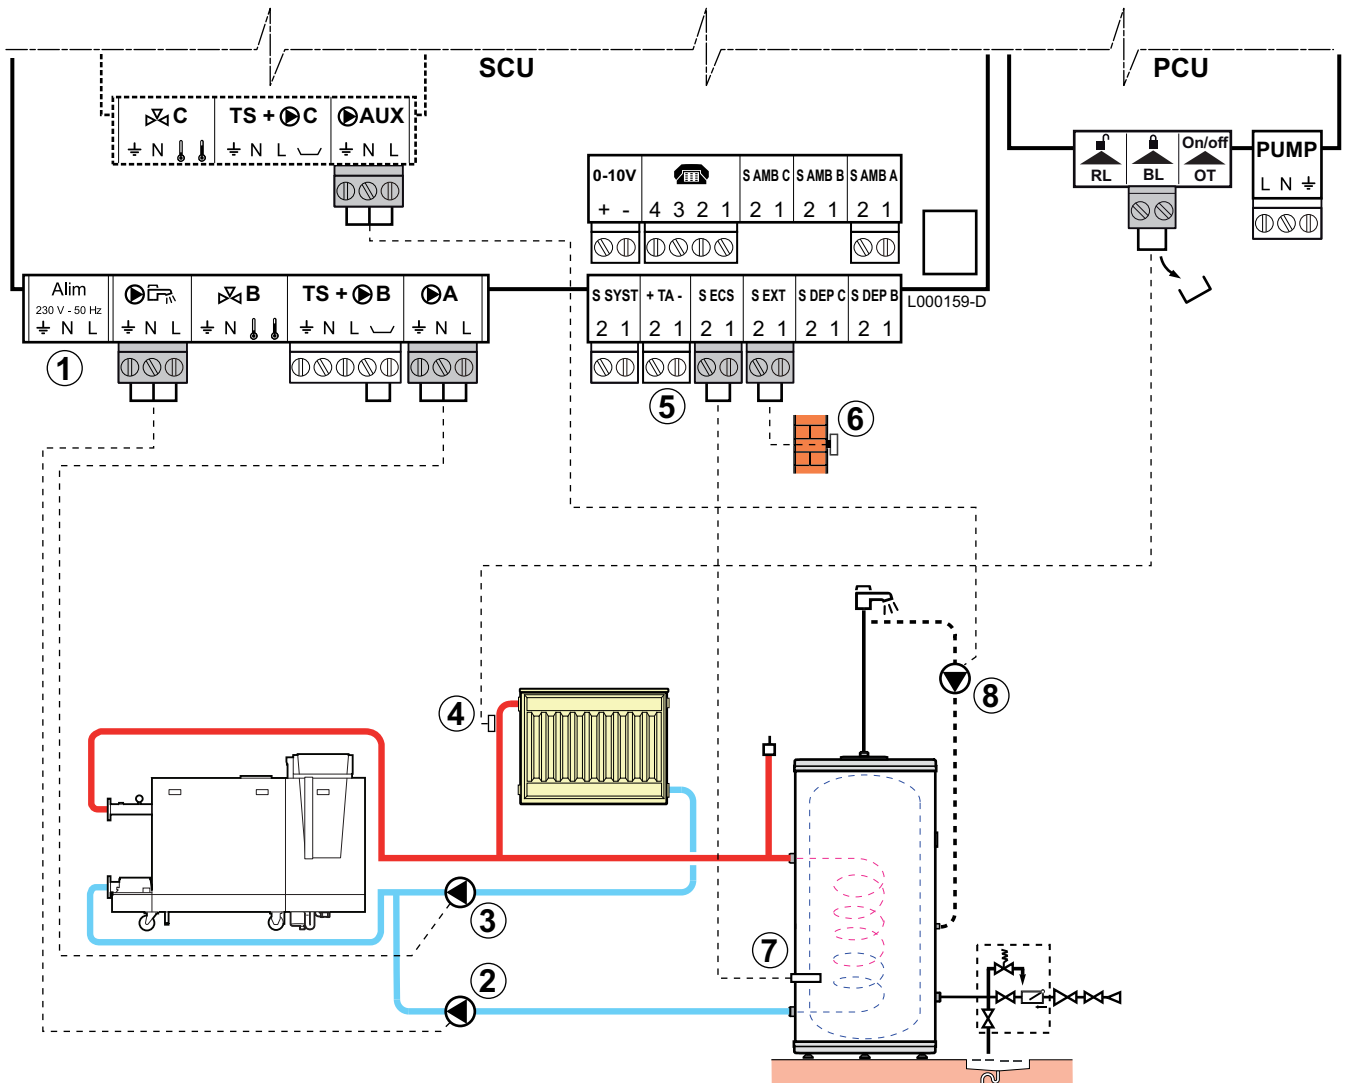 SCU
PCU
C
TS + C
AUX
N
N L
N L
0-10V
S AMB C
S AMB B
S AMB A
+ -
4 3 2 1
2 1
2 1
2 1
On/off
RL
BL
OT
PUMP
L N
Alim
230 V - 50 Hz
N L
N L
B
N
TS + B
N L
A
N L
S SYST
+ TA -
S ECS
S EXT
S DEP C
S DEP B
2 1
2 1
2 1
2 1
2 1
2 1
L000159-D
1
5
6
4
8
3
7
2